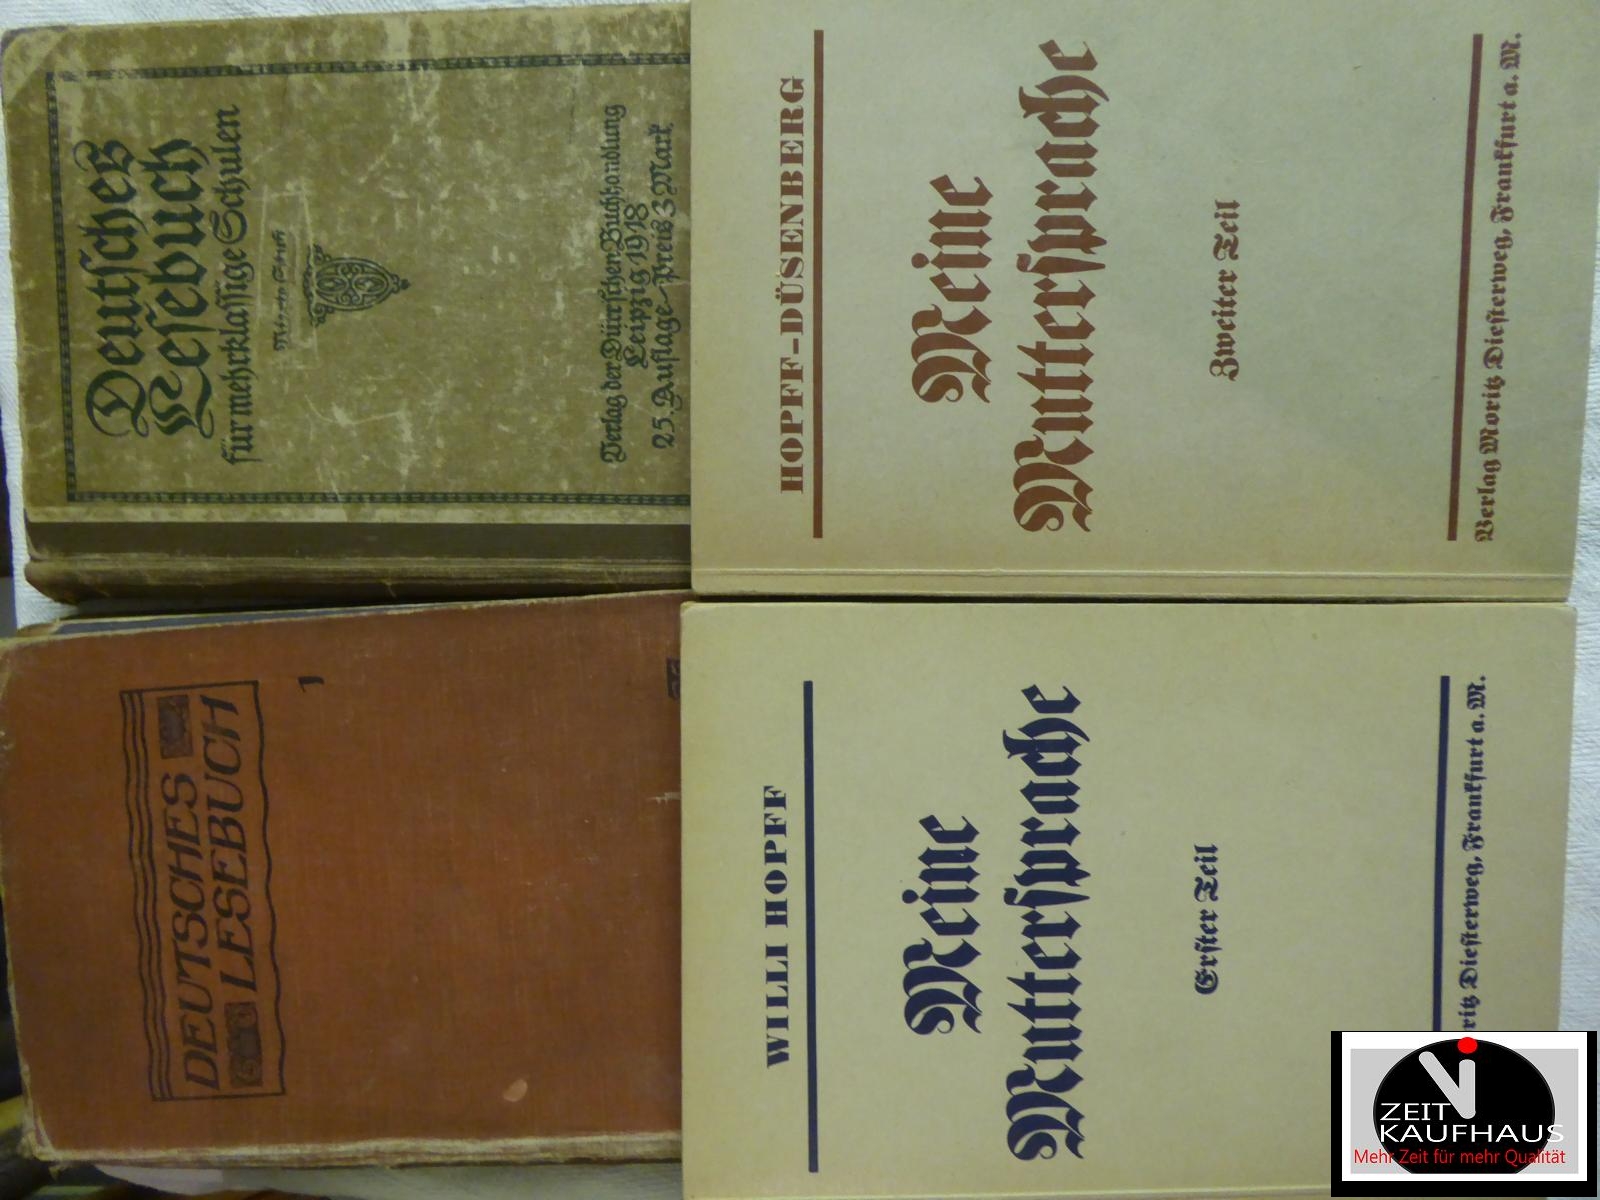 Deutsches
Lesebuch
für mehrklassige Schulen
Verlag der Dürr'schen Buchhandlung
Leipzig 1918
25. Auflage-Preis 3 Mark
HOPFF-DÜSENBERG
Meine
Muttersprache
Zweiter Teil
Verlag Moritz Diesterweg, Frankfurt a. M.
DEUTSCHES
LESEBUCH
1
WILLI HOPFF
Meine
Muttersprache
Erster Teil
ritz Diesterweg, Frankfurt a. M.
ZEIT
KAUFHAUS
Mehr Zeit für mehr Qualität